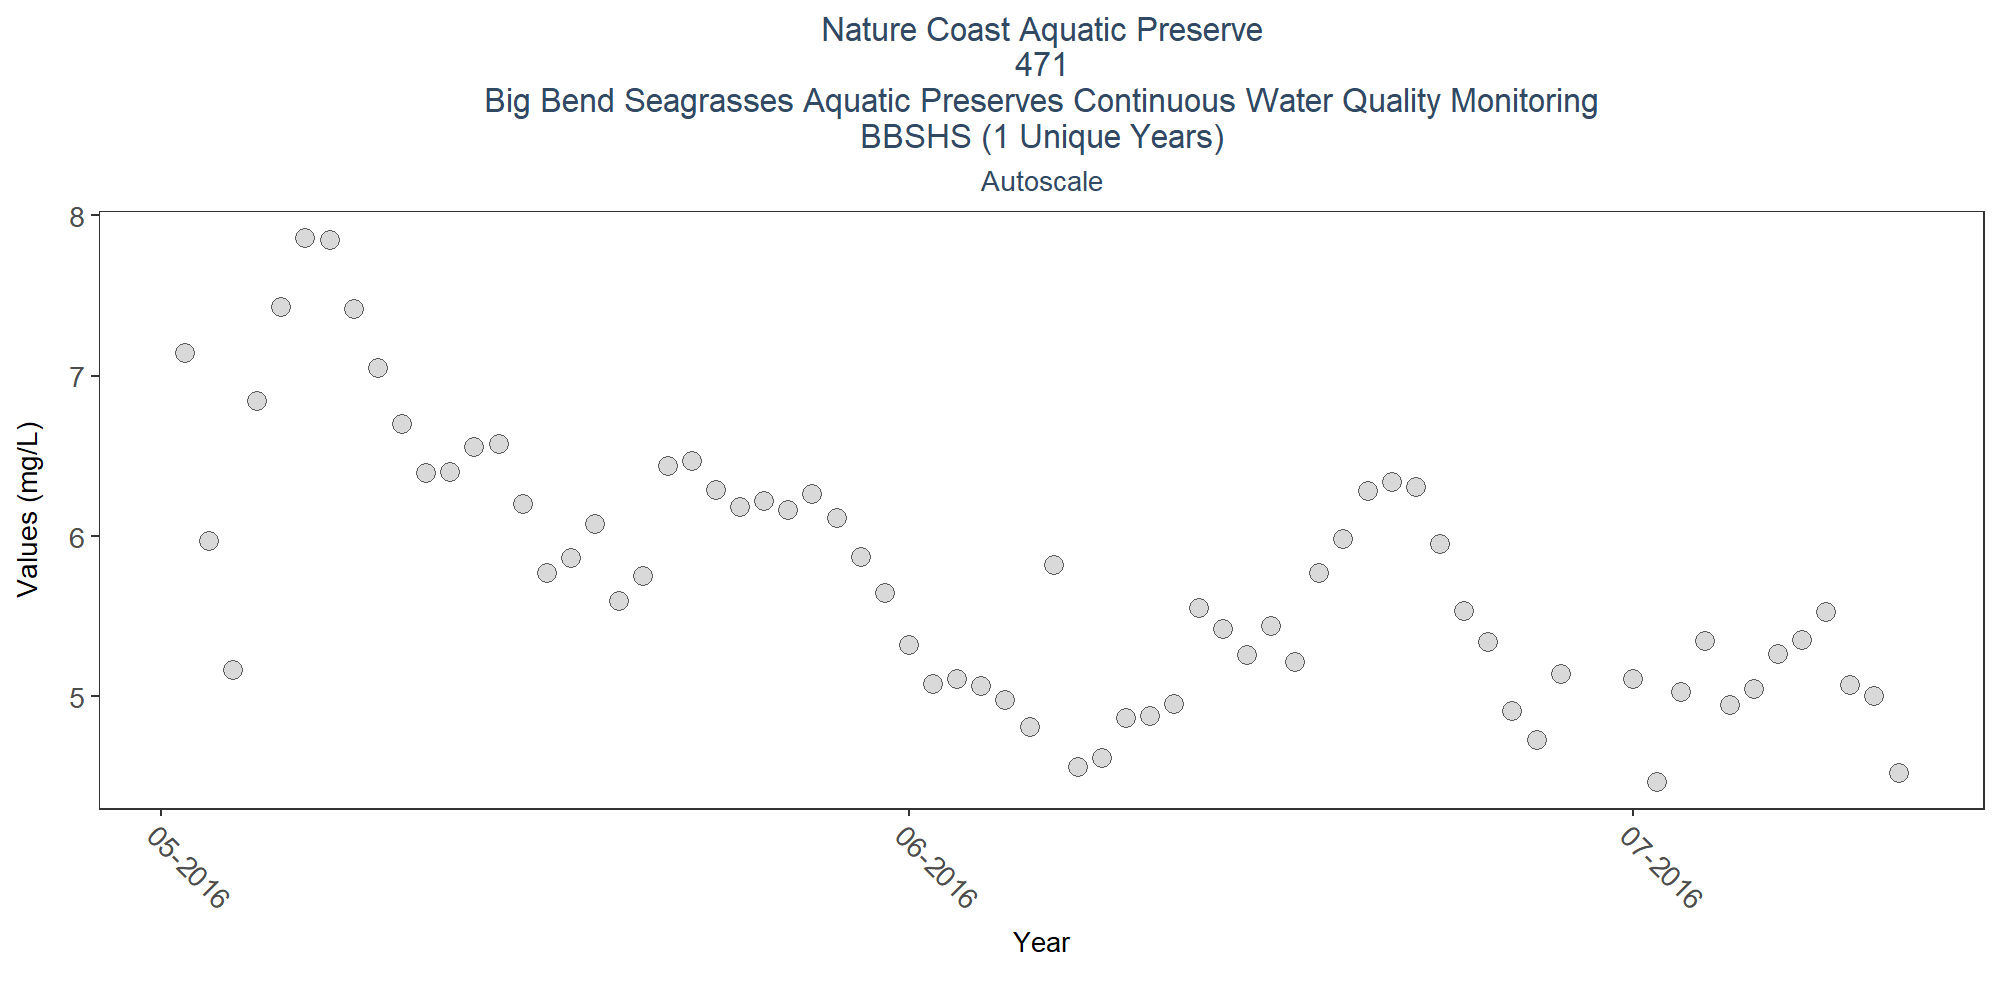 Nature Coast Aquatic Preserve
471
Big Bend Seagrasses Aquatic Preserves Continuous Water Quality Monitoring
BBSHS (1 Unique Years)
Autoscale
8
7
6
5
Values (mg/L)
05-2016
06-2016
07-2016
Year